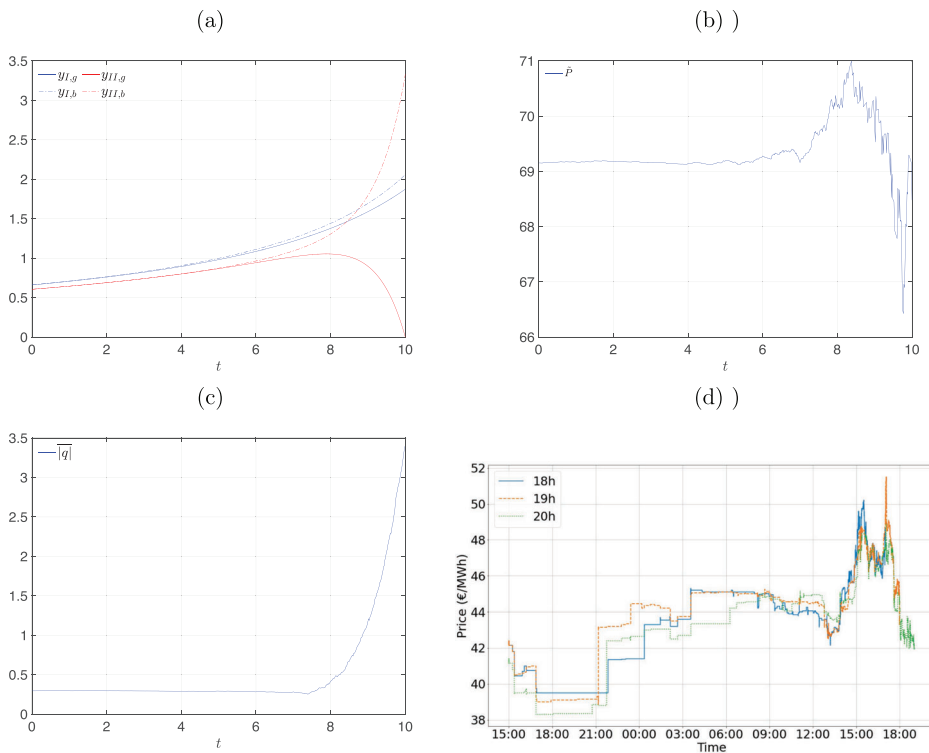 (a)
(b) )
3.5
3
2.5
2
1.5
1
0.5
0
y_{I,g} y_{II,g}
y_{I,b} y_{II,b}
0 2 4 6 8 10
t
71
70
69
68
67
66
P̃
0 2 4 6 8 10
t
(c)
(d) )
3.5
3
2.5
2
1.5
1
0.5
0
\overline{|q|}
0 2 4 6 8 10
t
52
50
48
46
44
42
40
38
Price (€/MWh)
18h
19h
20h
15:00 18:00 21:00 00:00 03:00 06:00 09:00 12:00 15:00 18:00
Time